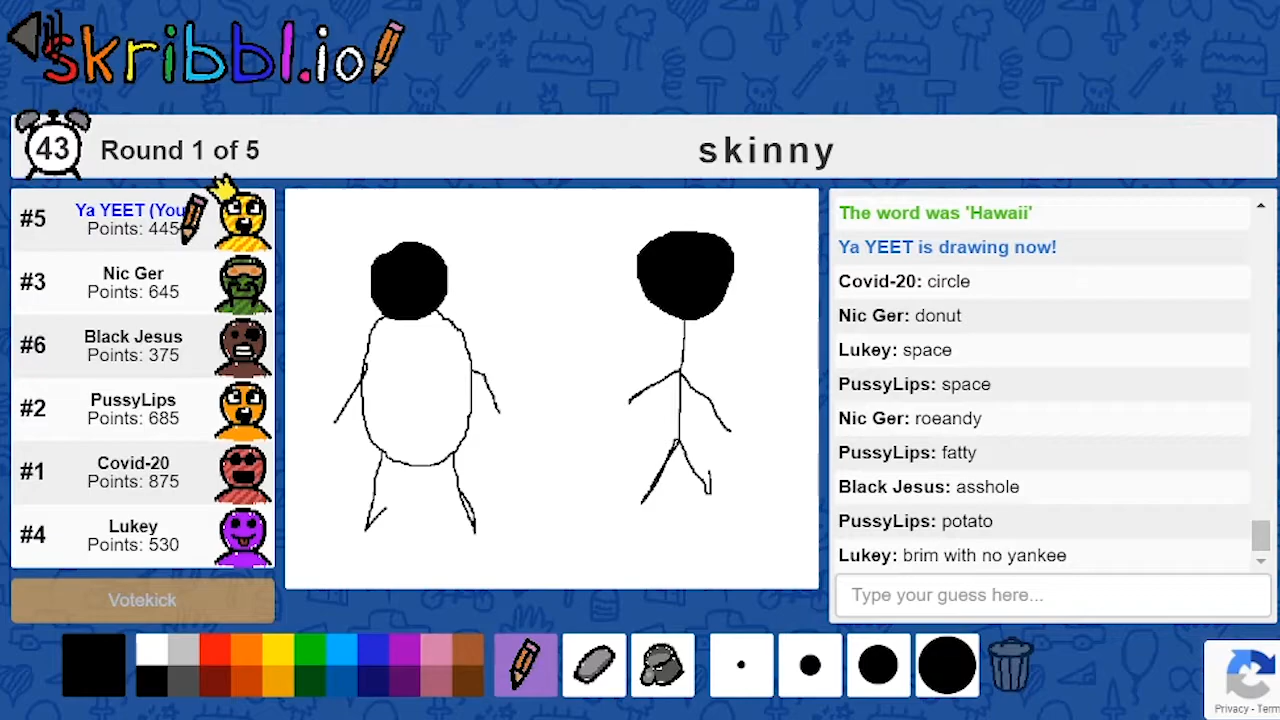 skribbl.io
43
Round 1 of 5
skinny
#5
Ya YEET (You
Points: 445
#3
Nic Ger
Points: 645
#6
Black Jesus
Points: 375
#2
PussyLips
Points: 685
#1
Covid-20
Points: 875
#4
Lukey
Points: 530
Votekick
The word was 'Hawaii'
Ya YEET is drawing now!
Covid-20: circle
Nic Ger: donut
Lukey: space
PussyLips: space
Nic Ger: roeandy
PussyLips: fatty
Black Jesus: asshole
PussyLips: potato
Lukey: brim with no yankee
Type your guess here...
Privacy - Term